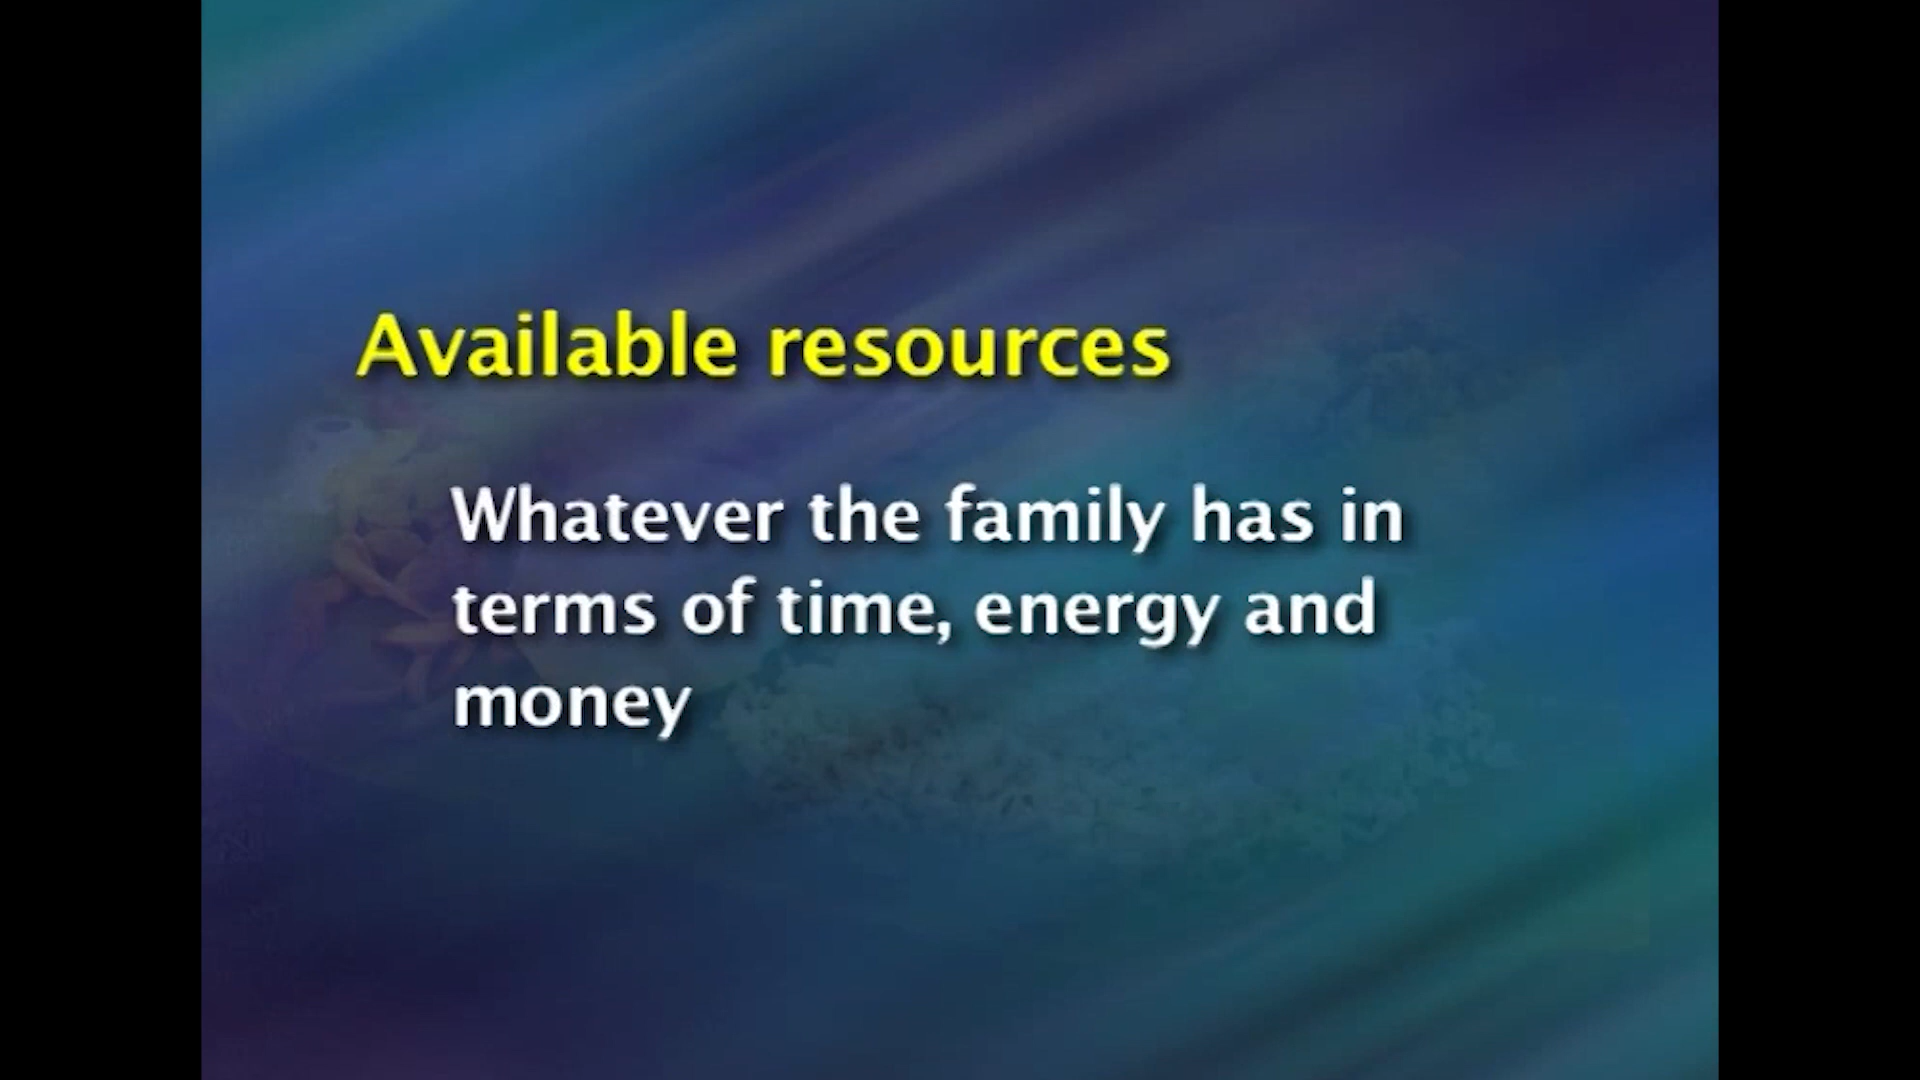 Available resources
Whatever the family has in
terms of time, energy and
money